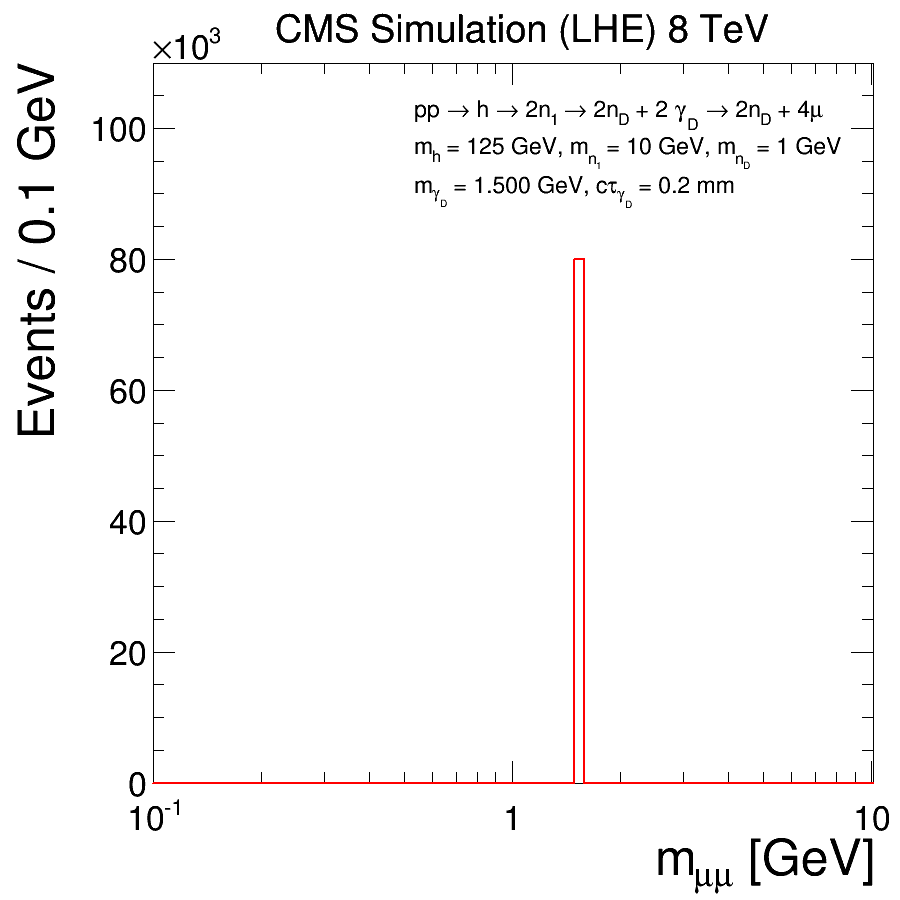 CMS Simulation (LHE) 8 TeV
×10³
Events / 0.1 GeV
pp → h → 2n₁ → 2n_D + 2 γ_D → 2n_D + 4μ
m_h = 125 GeV, m_n₁ = 10 GeV, m_n_D = 1 GeV
m_γ_D = 1.500 GeV, cτ_γ_D = 0.2 mm
100
80
60
40
20
0
10⁻¹ 1 10
m_μμ [GeV]